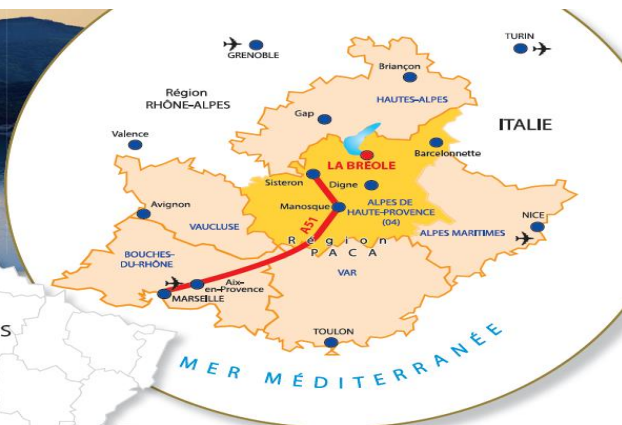 TURIN
GRENOBLE
Briançon
Région
RHÔNE-ALPES
HAUTES-ALPES
Gap
ITALIE
Valence
LA BRÉOLE
Barcelonnette
Sisteron
Digne
Avignon
Manosque
ALPES DE
HAUTE-PROVENCE
(04)
VAUCLUSE
A51
NICE
ALPES MARITIMES
Région
PACA
BOUCHES-
DU-RHÔNE
VAR
Aix-
en-Provence
MARSEILLE
S
TOULON
MER MÉDITERRANÉE